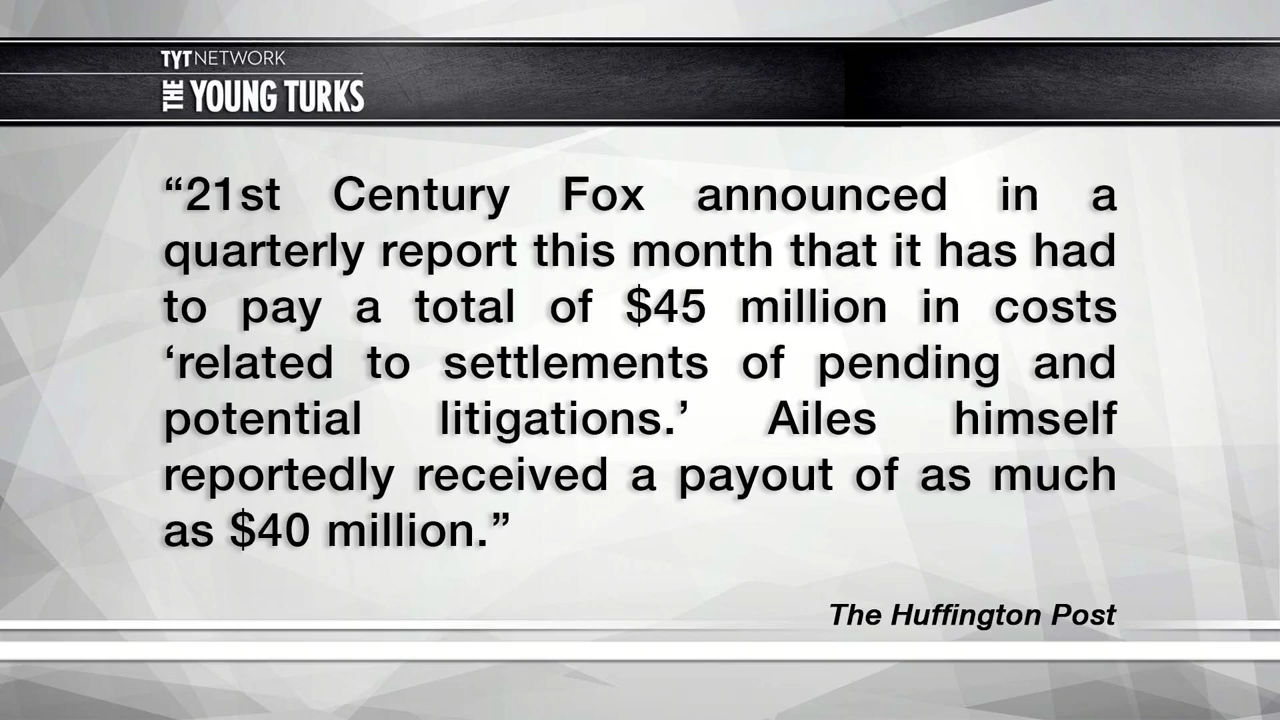 TYT NETWORK
THE YOUNG TURKS
“21st Century Fox announced in a
quarterly report this month that it has had
to pay a total of $45 million in costs
‘related to settlements of pending and
potential litigations.’ Ailes himself
reportedly received a payout of as much
as $40 million.”
The Huffington Post